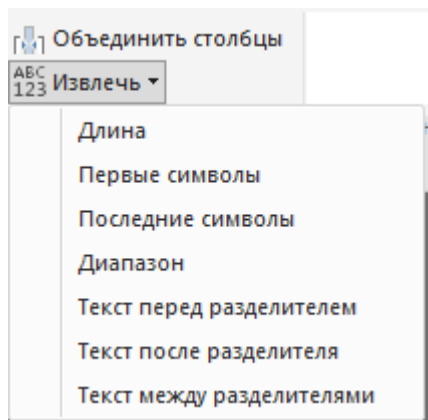 Объединить столбцы
ABC
123 Извлечь
Длина
Первые символы
Последние символы
Диапазон
Текст перед разделителем
Текст после разделителя
Текст между разделителями